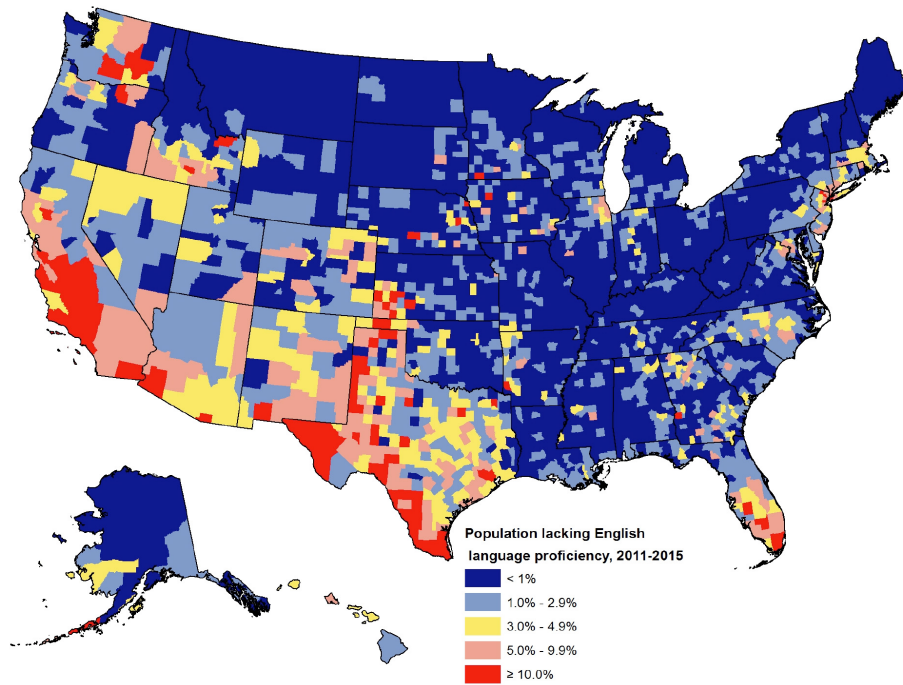 Population lacking English
language proficiency, 2011-2015
< 1%
1.0% - 2.9%
3.0% - 4.9%
5.0% - 9.9%
≥ 10.0%